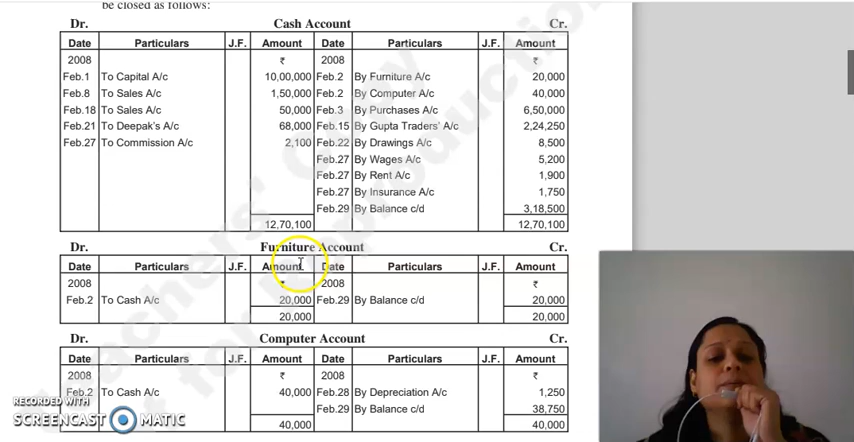 be closed as follows:
Dr. Cash Account Cr.
Date Particulars J.F. Amount Date Particulars J.F. Amount
2008 ₹ 2008 ₹
Feb.1 To Capital A/c 10,00,000 Feb.2 By Furniture A/c 20,000
Feb.8 To Sales A/c 1,50,000 Feb.2 By Computer A/c 40,000
Feb.18 To Sales A/c 50,000 Feb.3 By Purchases A/c 6,50,000
Feb.21 To Deepak's A/c 68,000 Feb.15 By Gupta Traders' A/c 2,24,250
Feb.27 To Commission A/c 2,100 Feb.22 By Drawings A/c 8,500
Feb.27 By Wages A/c 5,200
Feb.27 By Rent A/c 1,900
Feb.27 By Insurance A/c 1,750
Feb.29 By Balance c/d 3,18,500
12,70,100 12,70,100
Dr. Furniture Account Cr.
Date Particulars J.F. Amount Date Particulars J.F. Amount
2008 ₹ 2008 ₹
Feb.2 To Cash A/c 20,000 Feb.29 By Balance c/d 20,000
20,000 20,000
Dr. Computer Account Cr.
Date Particulars J.F. Amount Date Particulars J.F. Amount
2008 ₹ 2008 ₹
Feb.2 To Cash A/c 40,000 Feb.28 By Depreciation A/c 1,250
Feb.29 By Balance c/d 38,750
40,000 40,000
RECORDED WITH
SCREENCAST MATIC